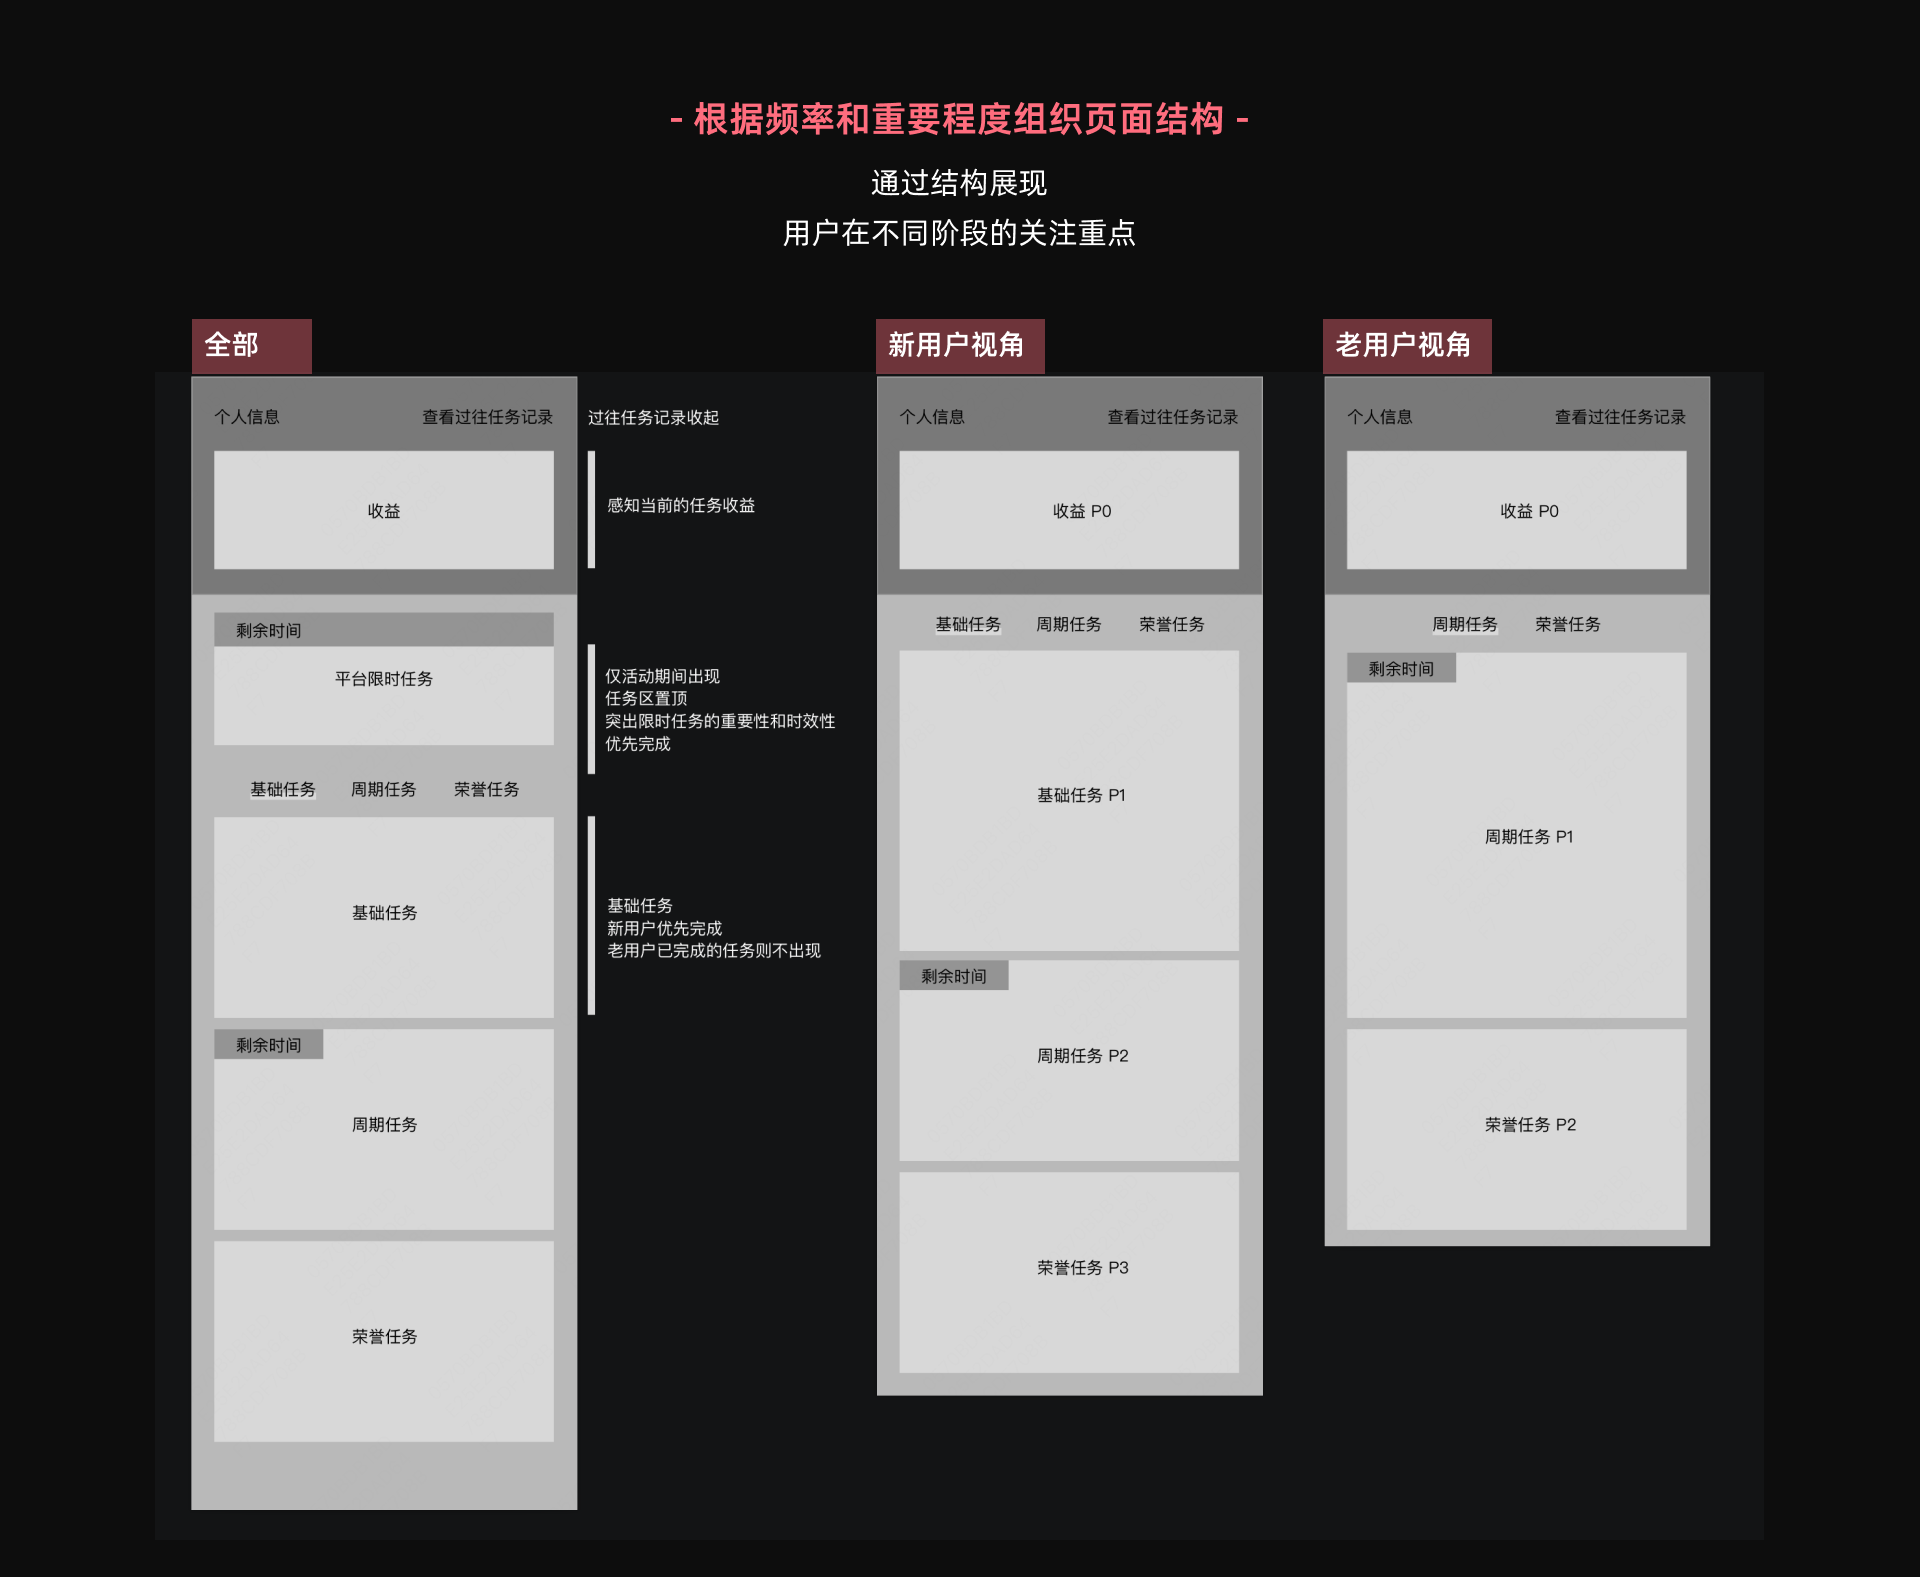 - 根据频率和重要程度组织页面结构 -
通过结构展现
用户在不同阶段的关注重点
全部
个人信息
查看过往任务记录
过往任务记录收起
收益
感知当前的任务收益
剩余时间
平台限时任务
仅活动期间出现
任务区置顶
突出限时任务的重要性和时效性
优先完成
基础任务 周期任务 荣誉任务
基础任务
基础任务
新用户优先完成
老用户已完成的任务则不出现
剩余时间
周期任务
荣誉任务
新用户视角
个人信息
查看过往任务记录
收益 P0
基础任务 周期任务 荣誉任务
基础任务 P1
剩余时间
周期任务 P2
荣誉任务 P3
老用户视角
个人信息
查看过往任务记录
收益 P0
周期任务 荣誉任务
剩余时间
周期任务 P1
荣誉任务 P2